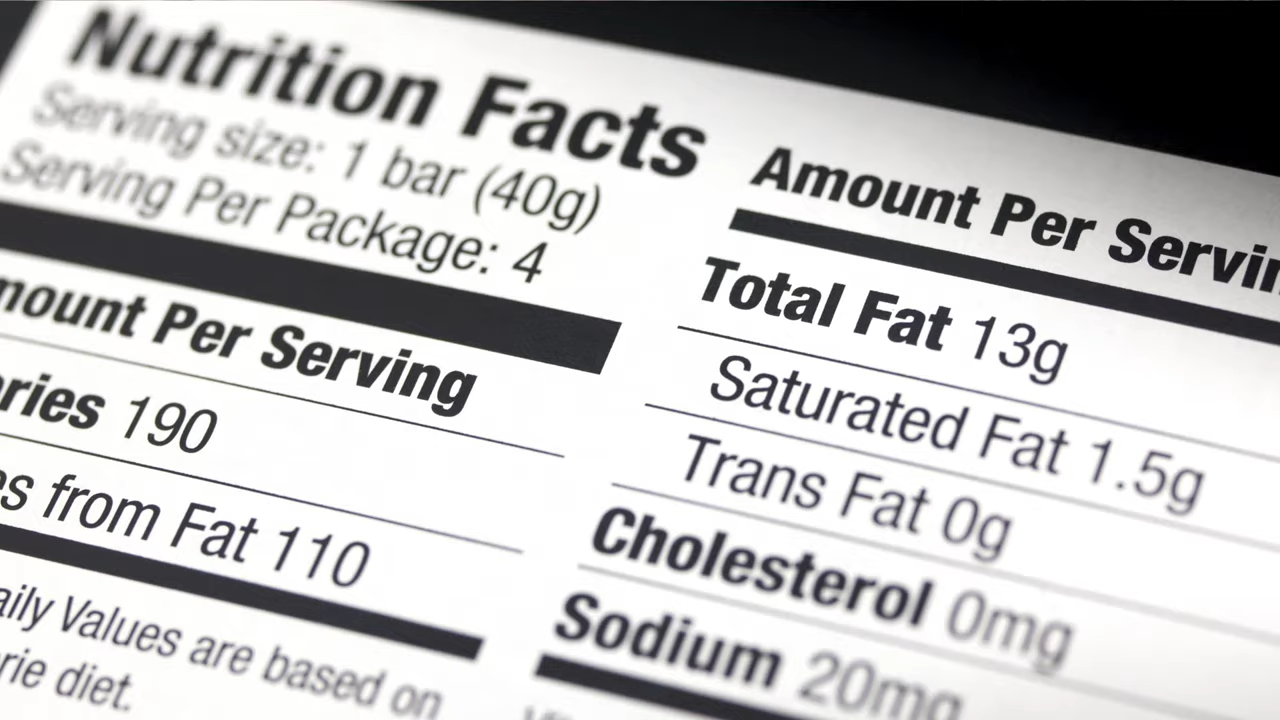 Nutrition Facts
Serving size: 1 bar (40g)
Serving Per Package: 4
mount Per Serving
ries 190
s from Fat 110
aily Values are based on
rie diet.
Amount Per Servin
Total Fat 13g
Saturated Fat 1.5g
Trans Fat 0g
Cholesterol 0mg
Sodium 20mg